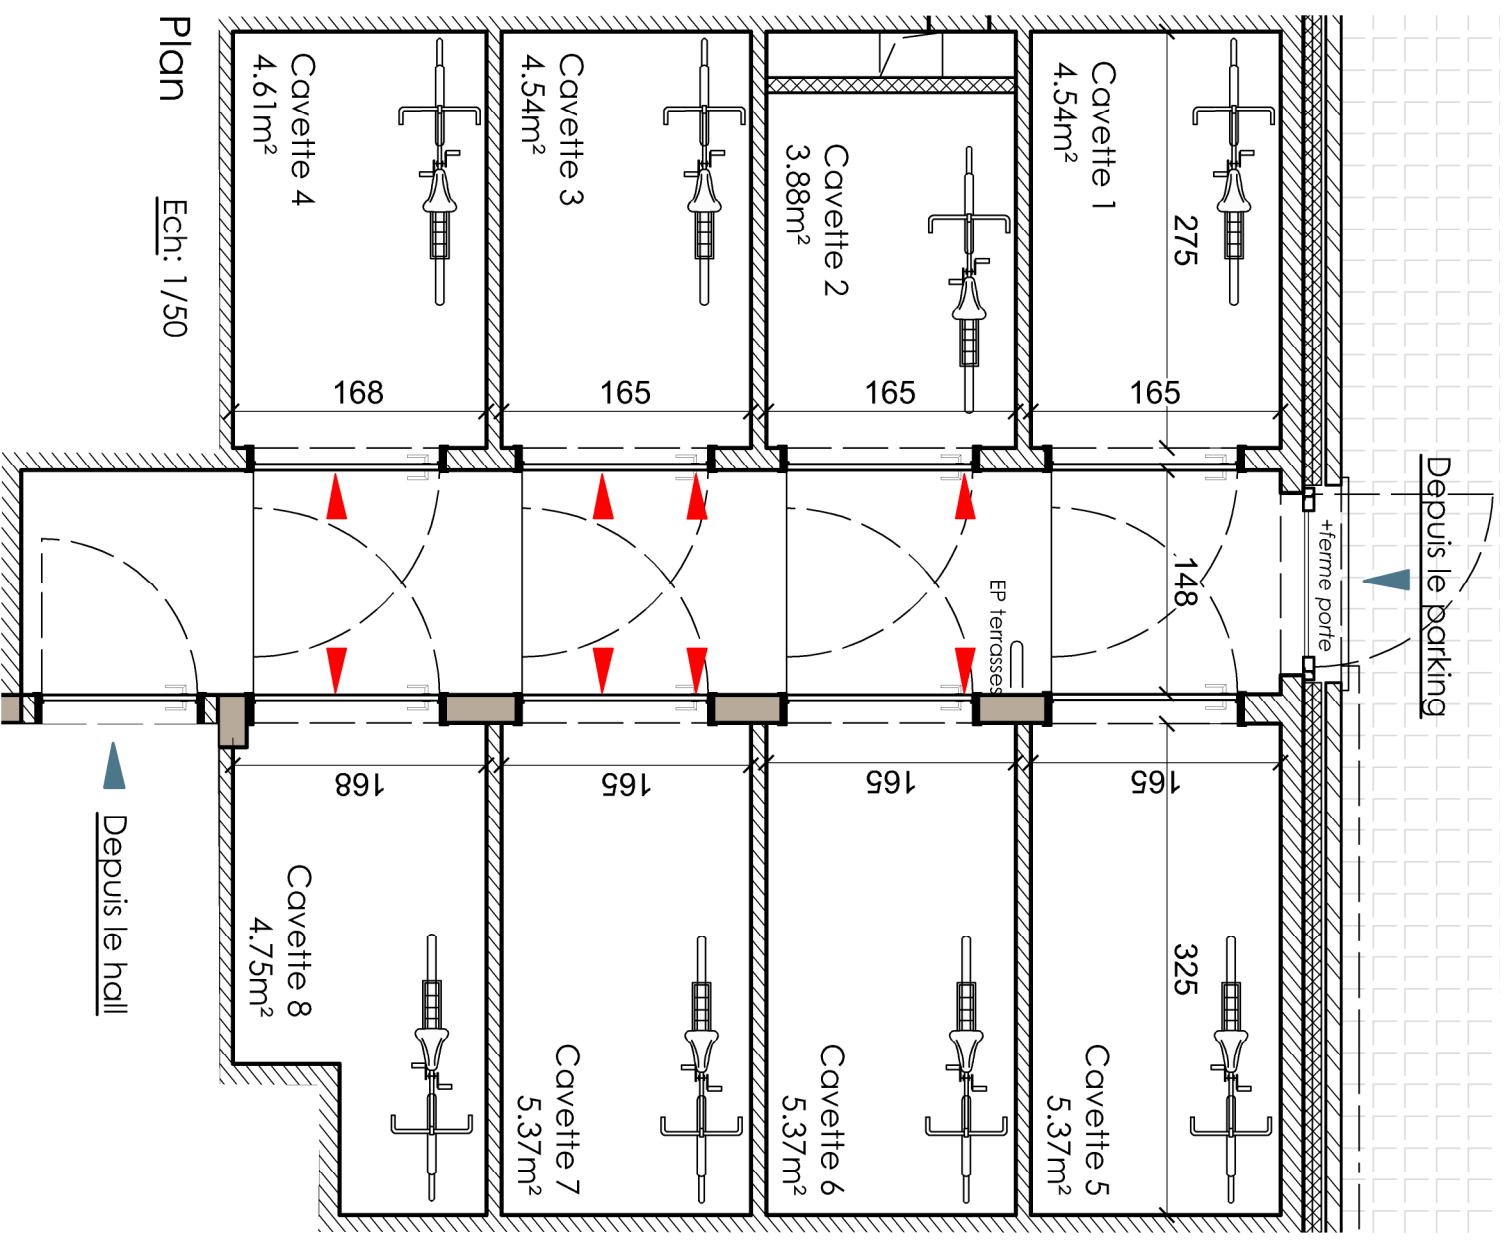 Plan
Ech: 1/50
Cavette 4
4.61m²
Cavette 3
4.54m²
Cavette 2
3.88m²
Cavette 1
4.54m²
275
168
165
165
165
Depuis le parking
+ferme porte
148
EP terrasses
168
165
165
165
Depuis le hall
325
Cavette 8
4.75m²
Cavette 7
5.37m²
Cavette 6
5.37m²
Cavette 5
5.37m²